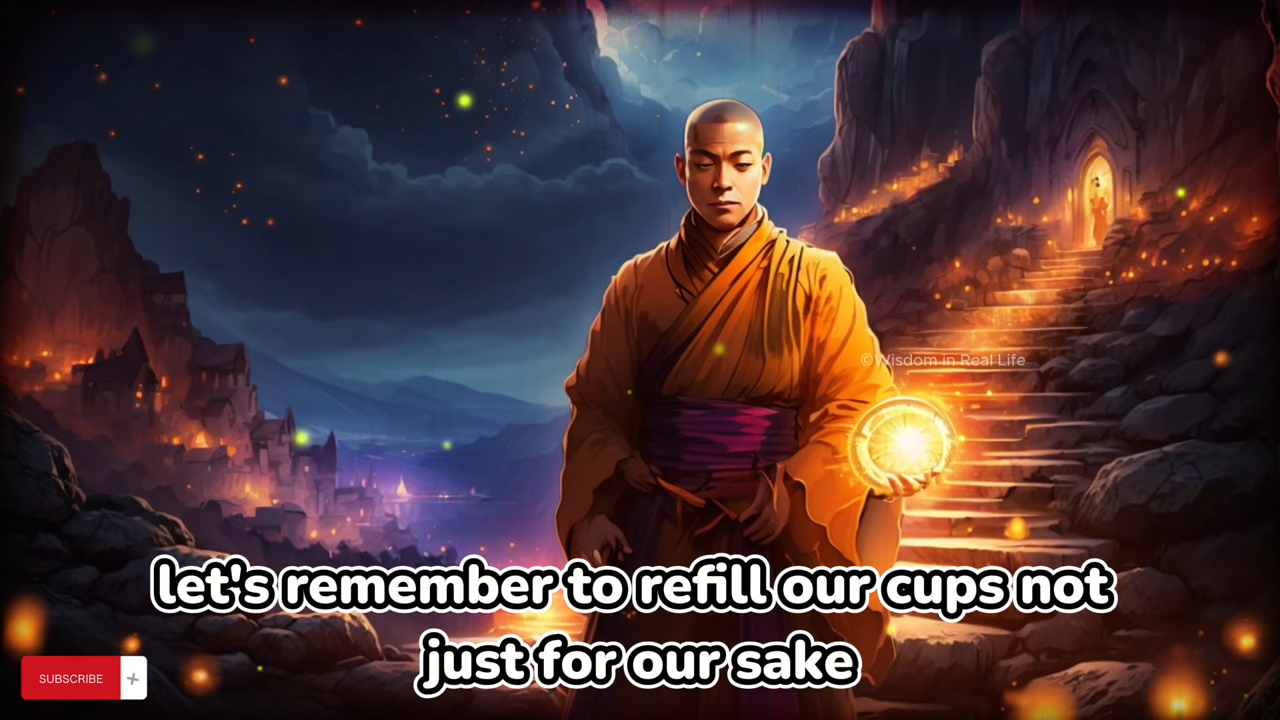 ©Wisdom in Real Life
let's remember to refill our cups not
just for our sake
SUBSCRIBE +